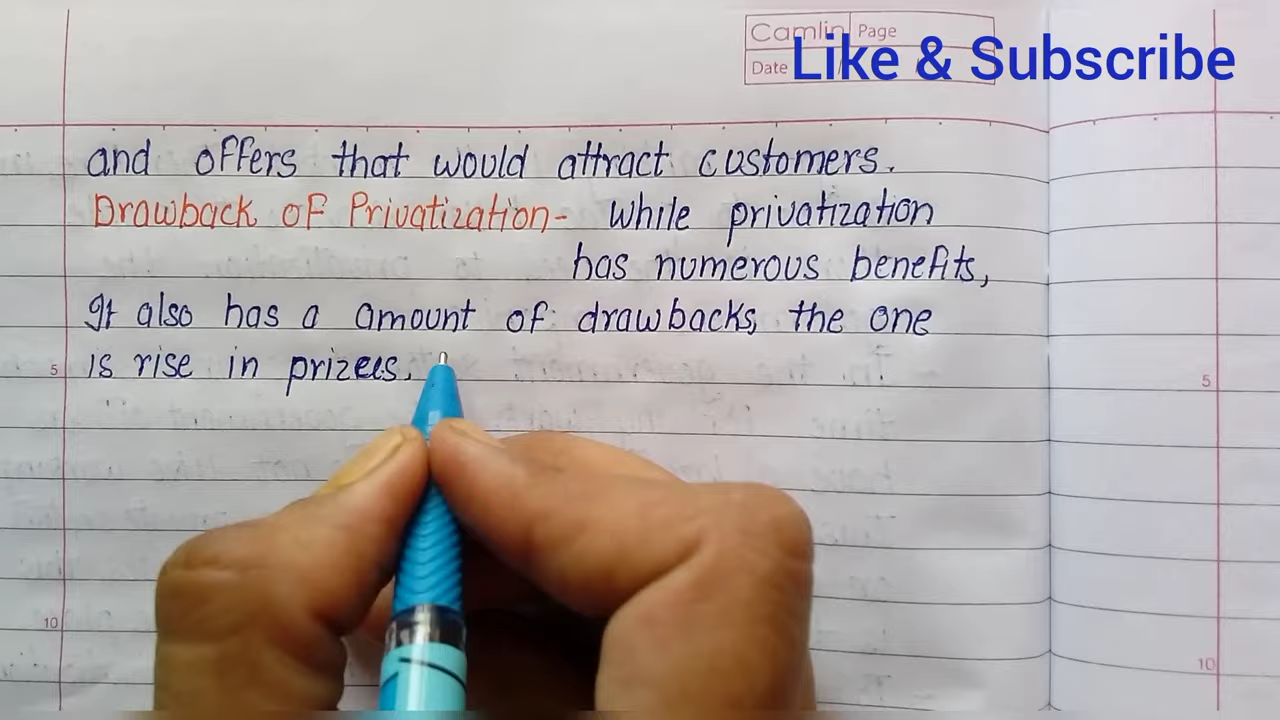 Camlin Page
Date
Like & Subscribe
and offers that would attract customers.
Drawback of Privatization- while privatization
has numerous benefits,
It also has a amount of drawbacks, the one
5 is rise in prizees. 5
10 10